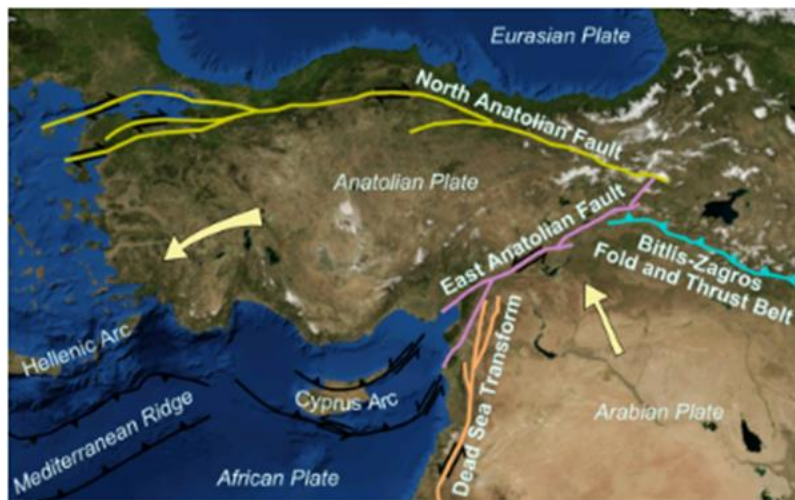 Eurasian Plate
North Anatolian Fault
Anatolian Plate
East Anatolian Fault
Bitlis-Zagros
Fold and Thrust Belt
Hellenic Arc
Cyprus Arc
Mediterranean Ridge
Dead Sea Transform
Arabian Plate
African Plate